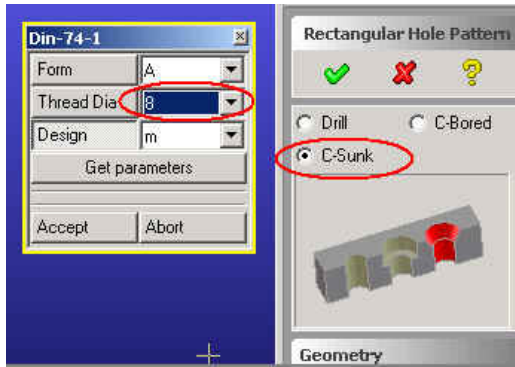 Din-74-1
Form A
Thread Dia 8
Design m
Get parameters
Accept Abort
Rectangular Hole Pattern
Drill C-Bored
C-Sunk
Geometry